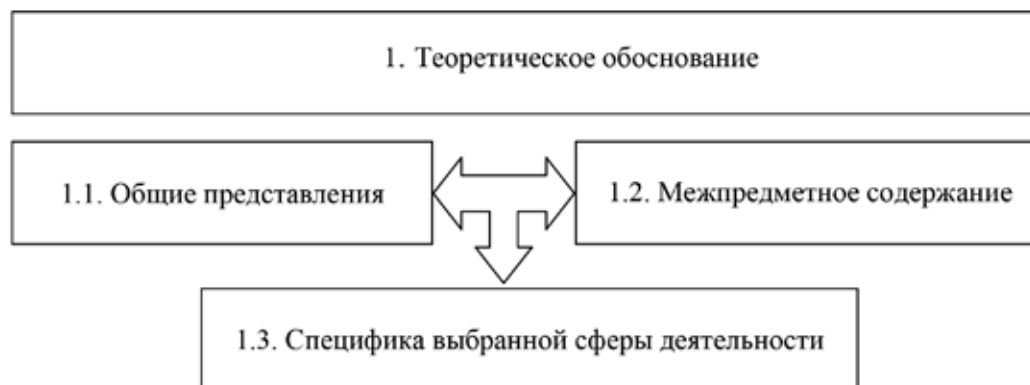 1. Теоретическое обоснование
1.1. Общие представления
1.2. Межпредметное содержание
1.3. Специфика выбранной сферы деятельности